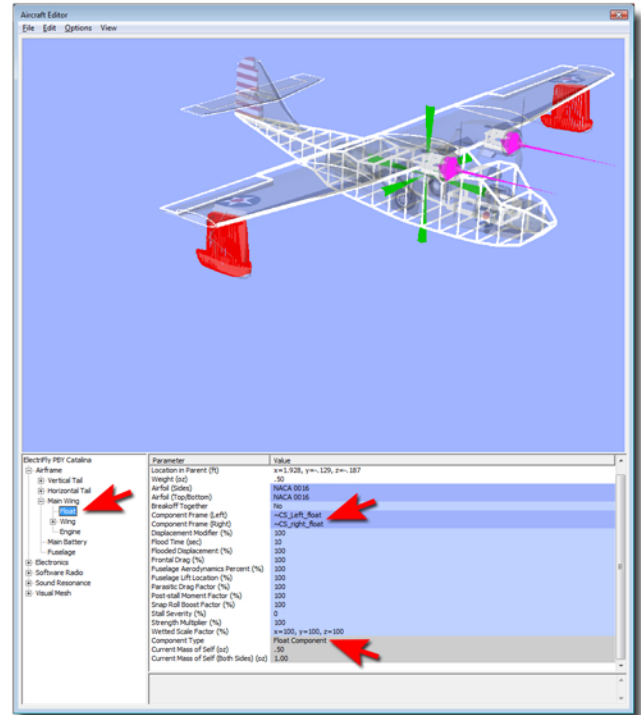 Aircraft Editor
File Edit Options View
ElectriFly PBY Catalina
Airframe
Vertical Tail
Horizontal Tail
Main Wing
Float
Wing
Engine
Main Battery
Fuselage
Electronics
Software Radio
Sound Resonance
Visual Mesh
Parameter Value
Location in Parent (ft) x=1.928, y=-.129, z=-.187
Weight (oz) .50
Airfoil (Sides) NACA 0016
Airfoil (Top/Bottom) NACA 0016
Breakoff Together No
Component Frame (Left) ~CS_Left_float
Component Frame (Right) ~CS_right_float
Displacement Modifier (%) 100
Flood Time (sec) 10
Flooded Displacement (%) 100
Frontal Drag (%) 100
Fuselage Aerodynamics Percent (%) 100
Fuselage Lift Location (%) 100
Parasitic Drag Factor (%) 100
Post-stall Moment Factor (%) 100
Snap Roll Boost Factor (%) 100
Stall Severity (%) 0
Strength Multiplier (%) 100
Wetted Scale Factor (%) x=100, y=100, z=100
Component Type Float Component
Current Mass of Self (oz) .50
Current Mass of Self (Both Sides) (oz) 1.00